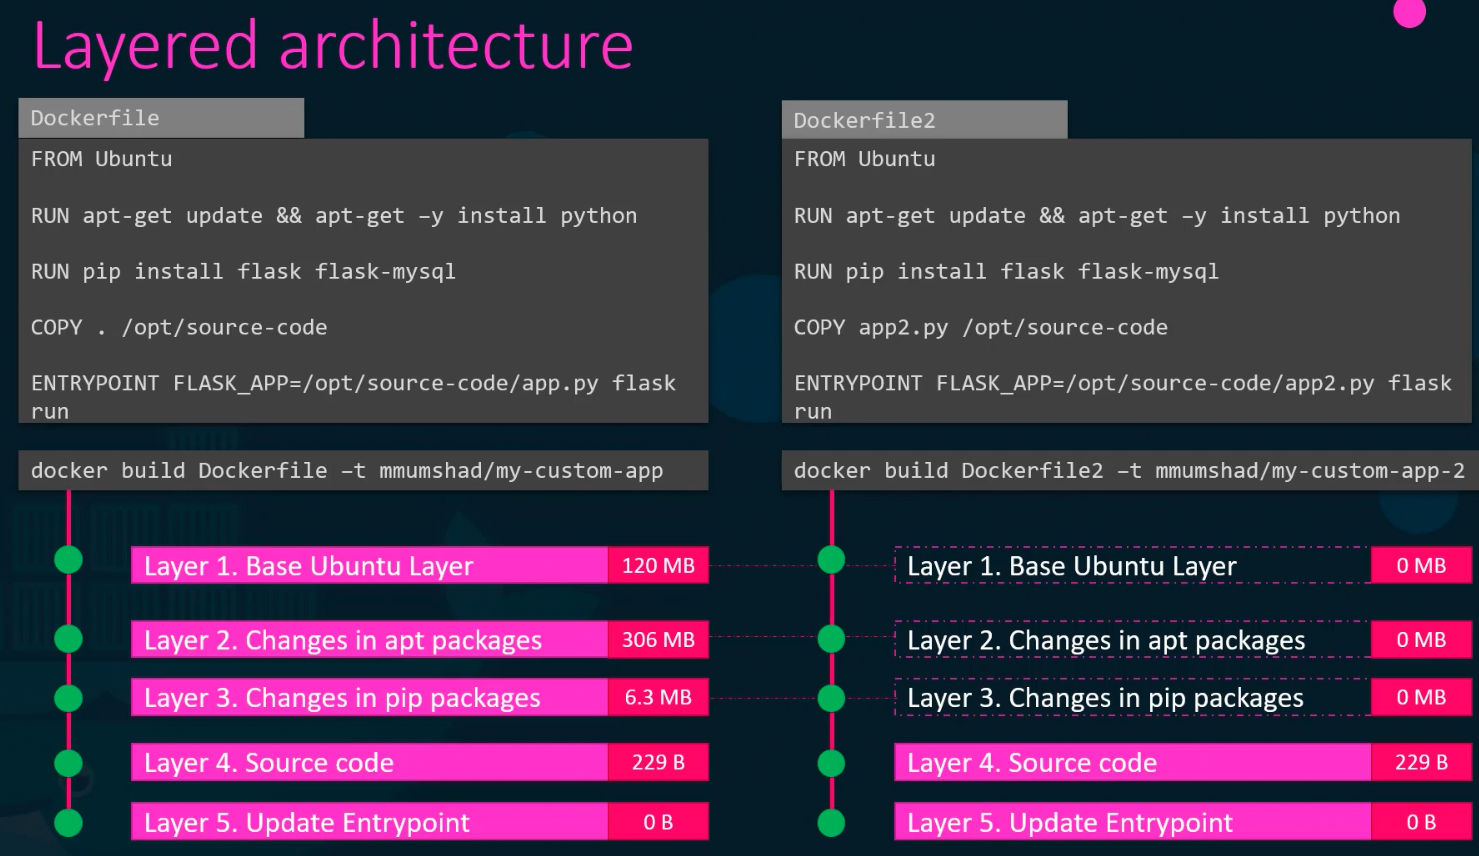 Layered architecture
Dockerfile
FROM Ubuntu
RUN apt-get update && apt-get –y install python
RUN pip install flask flask-mysql
COPY . /opt/source-code
ENTRYPOINT FLASK_APP=/opt/source-code/app.py flask
run
docker build Dockerfile –t mmumshad/my-custom-app
Layer 1. Base Ubuntu Layer 120 MB
Layer 2. Changes in apt packages 306 MB
Layer 3. Changes in pip packages 6.3 MB
Layer 4. Source code 229 B
Layer 5. Update Entrypoint 0 B
Dockerfile2
FROM Ubuntu
RUN apt-get update && apt-get –y install python
RUN pip install flask flask-mysql
COPY app2.py /opt/source-code
ENTRYPOINT FLASK_APP=/opt/source-code/app2.py flask
run
docker build Dockerfile2 –t mmumshad/my-custom-app-2
Layer 1. Base Ubuntu Layer 0 MB
Layer 2. Changes in apt packages 0 MB
Layer 3. Changes in pip packages 0 MB
Layer 4. Source code 229 B
Layer 5. Update Entrypoint 0 B